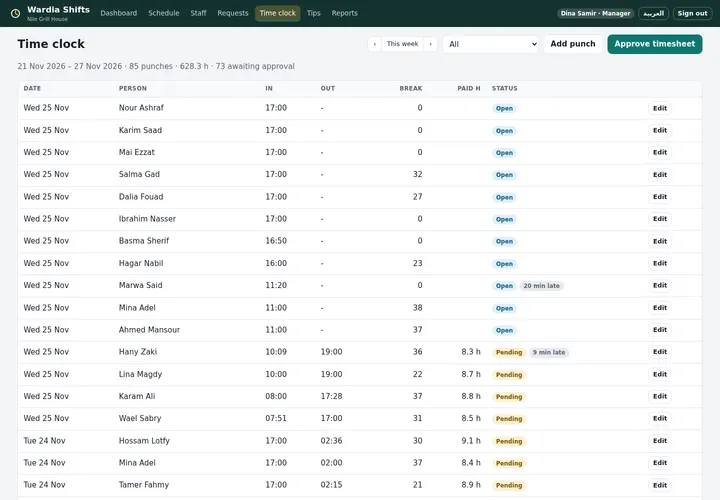 Wardia Shifts
Nile Grill House
Dashboard Schedule Staff Requests Time clock Tips Reports
Dina Samir · Manager العربية Sign out
Time clock
‹ This week › All Add punch Approve timesheet
21 Nov 2026 – 27 Nov 2026 · 85 punches · 628.3 h · 73 awaiting approval
DATE PERSON IN OUT BREAK PAID H STATUS
Wed 25 Nov Nour Ashraf 17:00 - 0 Open Edit
Wed 25 Nov Karim Saad 17:00 - 0 Open Edit
Wed 25 Nov Mai Ezzat 17:00 - 0 Open Edit
Wed 25 Nov Salma Gad 17:00 - 32 Open Edit
Wed 25 Nov Dalia Fouad 17:00 - 27 Open Edit
Wed 25 Nov Ibrahim Nasser 17:00 - 0 Open Edit
Wed 25 Nov Basma Sherif 16:50 - 0 Open Edit
Wed 25 Nov Hagar Nabil 16:00 - 23 Open Edit
Wed 25 Nov Marwa Said 11:20 - 0 Open 20 min late Edit
Wed 25 Nov Mina Adel 11:00 - 38 Open Edit
Wed 25 Nov Ahmed Mansour 11:00 - 37 Open Edit
Wed 25 Nov Hany Zaki 10:09 19:00 36 8.3 h Pending 9 min late Edit
Wed 25 Nov Lina Magdy 10:00 19:00 22 8.7 h Pending Edit
Wed 25 Nov Karam Ali 08:00 17:28 37 8.8 h Pending Edit
Wed 25 Nov Wael Sabry 07:51 17:00 31 8.5 h Pending Edit
Tue 24 Nov Hossam Lotfy 17:00 02:36 30 9.1 h Pending Edit
Tue 24 Nov Mina Adel 17:00 02:00 37 8.4 h Pending Edit
Tue 24 Nov Tamer Fahmy 17:00 02:15 21 8.9 h Pending Edit